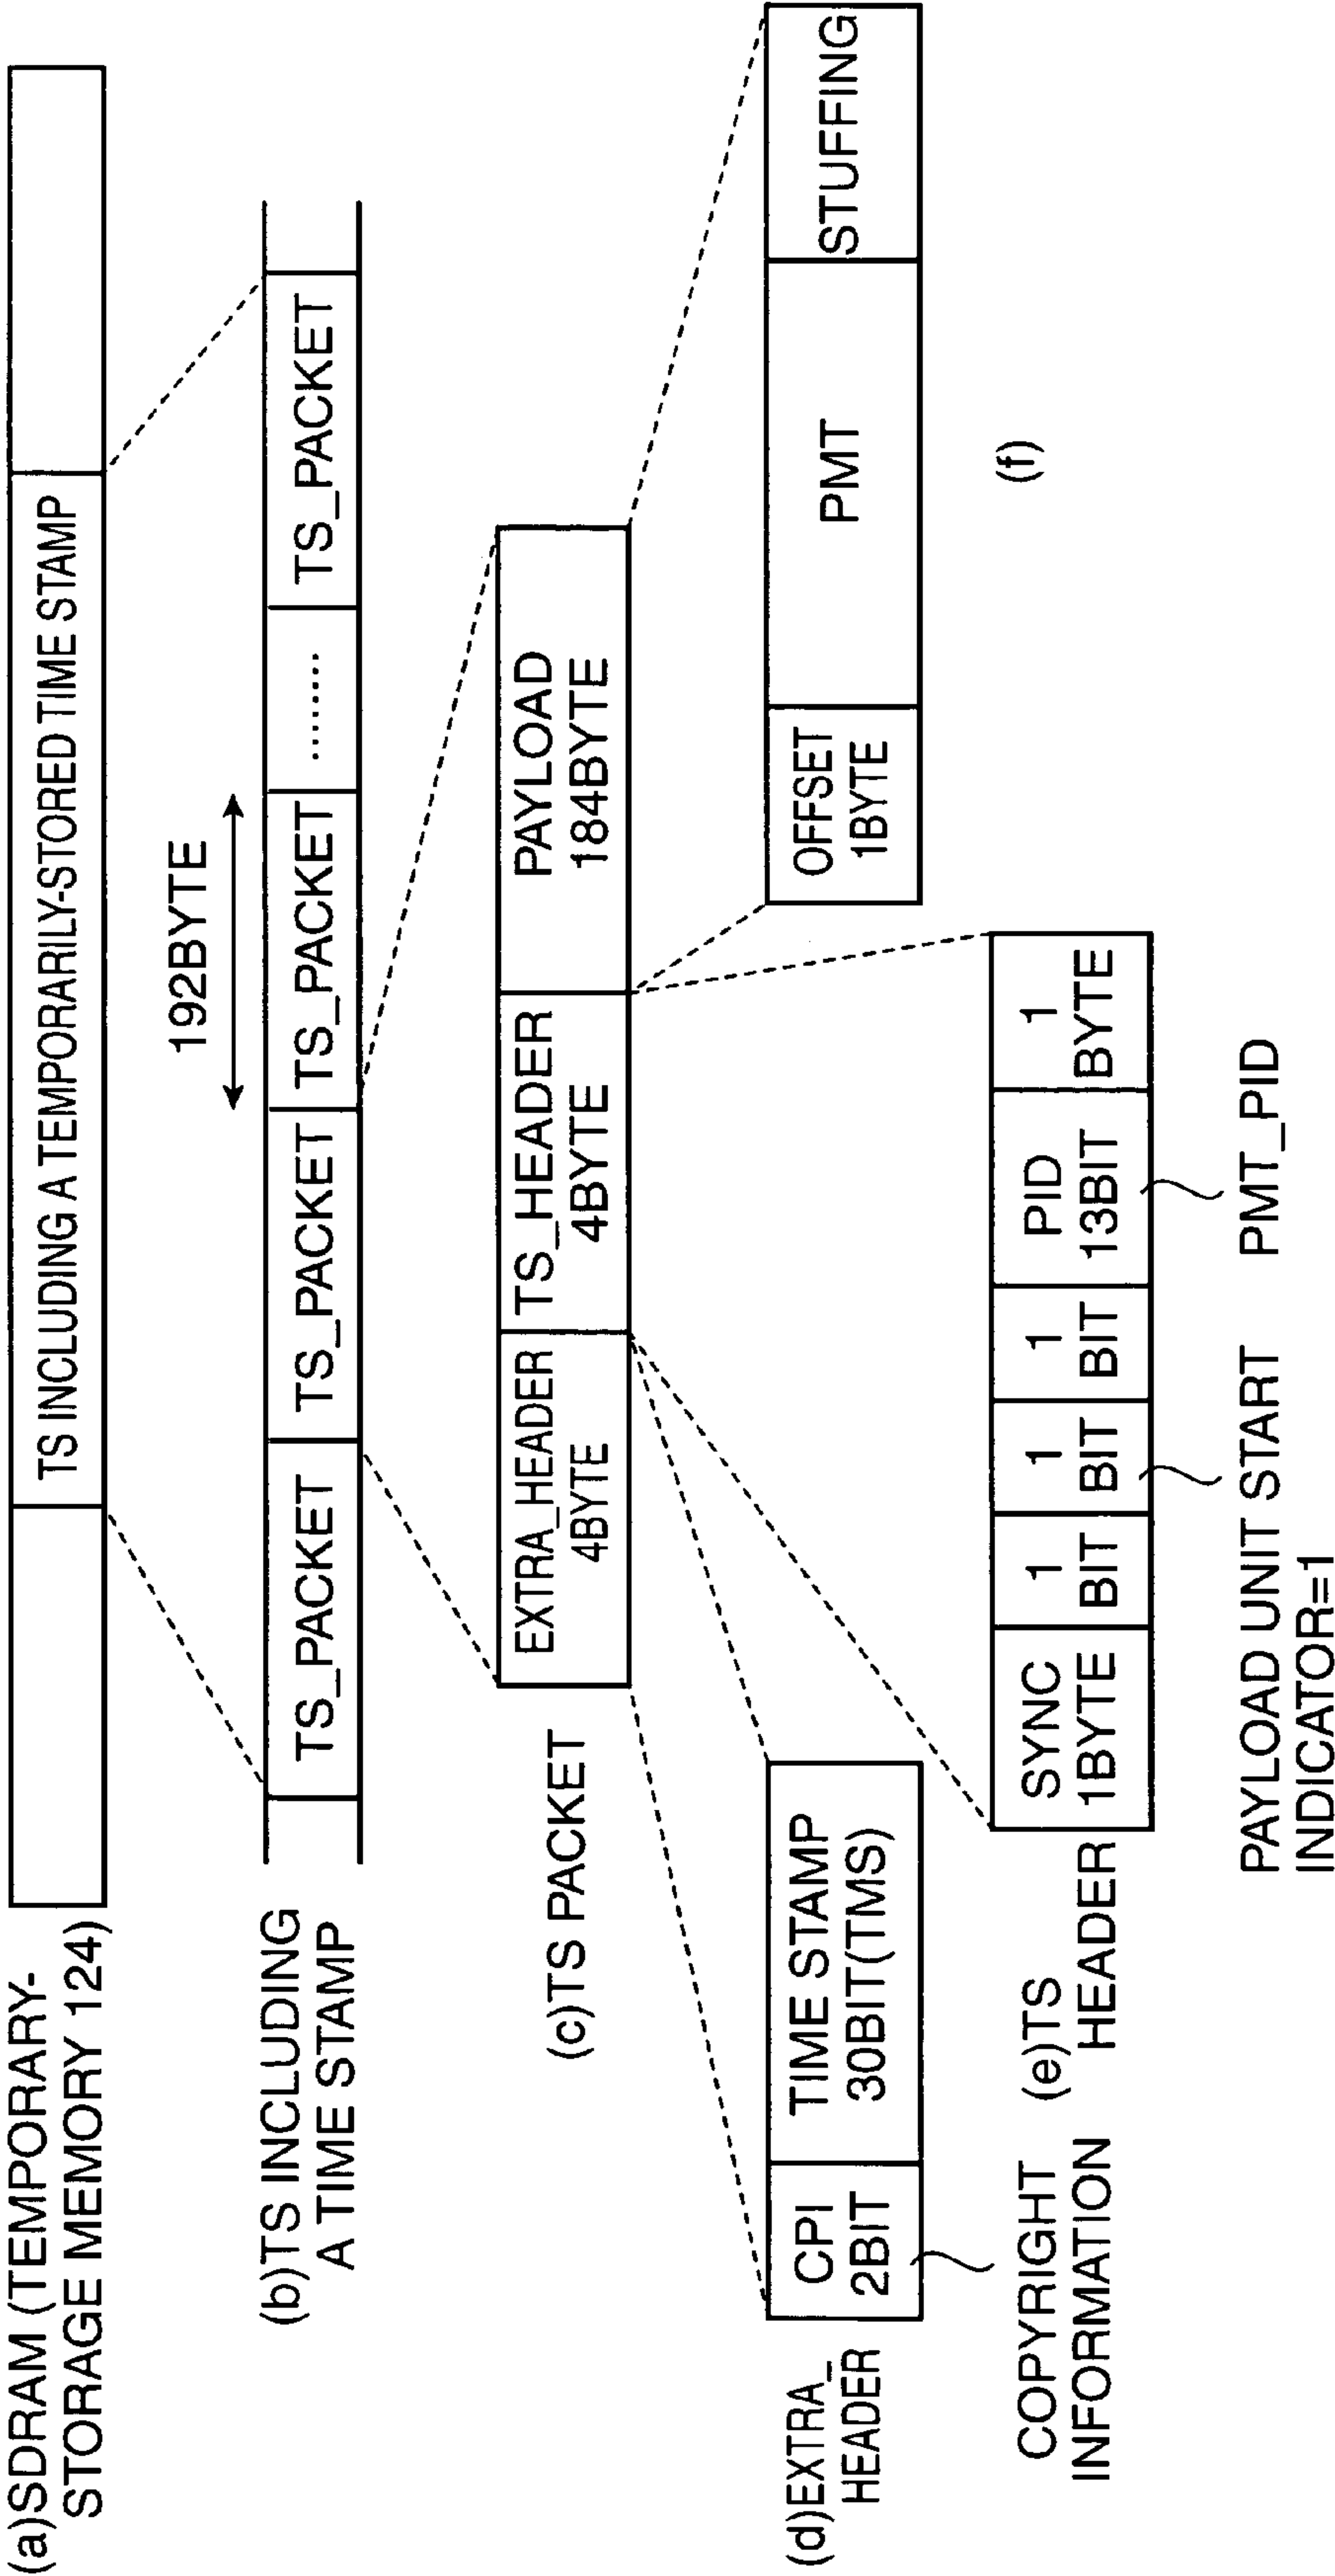 (a)SDRAM (TEMPORARY-
STORAGE MEMORY 124)
TS INCLUDING A TEMPORARILY-STORED TIME STAMP
192BYTE
(b)TS INCLUDING
A TIME STAMP
TS_PACKET
TS_PACKET
TS_PACKET
........
TS_PACKET
(c)TS PACKET
EXTRA_HEADER
4BYTE
TS_HEADER
4BYTE
PAYLOAD
184BYTE
(d)EXTRA_
HEADER
CPI
2BIT
TIME STAMP
30BIT(TMS)
OFFSET
1BYTE
PMT
STUFFING
(f)
COPYRIGHT
INFORMATION
(e)TS
HEADER
SYNC
1BYTE
1
BIT
1
BIT
1
BIT
PID
13BIT
1
BYTE
PAYLOAD UNIT START
INDICATOR=1
PMT_PID